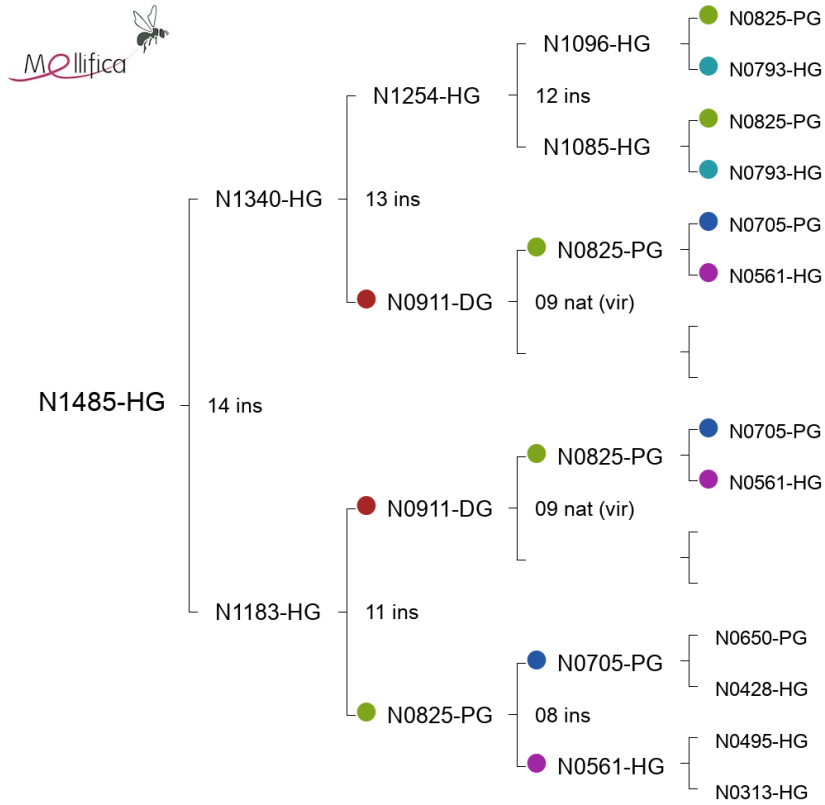 Mellifica
N0825-PG
N1096-HG
N0793-HG
N1254-HG
12 ins
N0825-PG
N1085-HG
N0793-HG
N1340-HG
13 ins
N0705-PG
N0825-PG
N0561-HG
N0911-DG
09 nat (vir)
N1485-HG
14 ins
N0705-PG
N0825-PG
N0561-HG
N0911-DG
09 nat (vir)
N1183-HG
11 ins
N0650-PG
N0705-PG
N0428-HG
N0825-PG
08 ins
N0495-HG
N0561-HG
N0313-HG